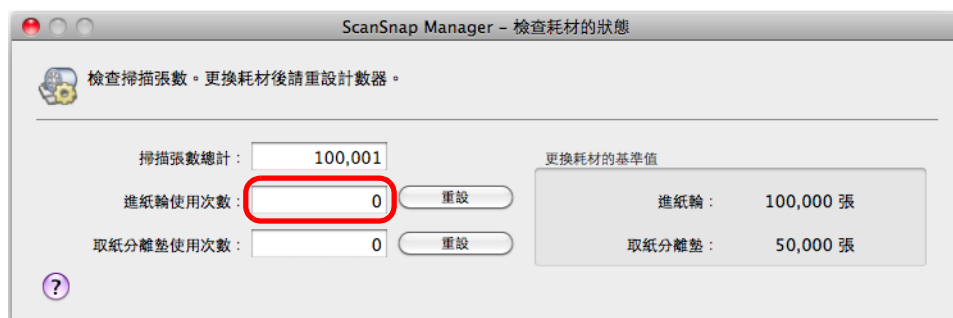 ScanSnap Manager – 檢查耗材的狀態
檢查掃描張數。更換耗材後請重設計數器。
掃描張數總計： 100,001
更換耗材的基準值
進紙輪使用次數： 0 重設
進紙輪： 100,000 張
取紙分離墊使用次數： 0 重設
取紙分離墊： 50,000 張
?